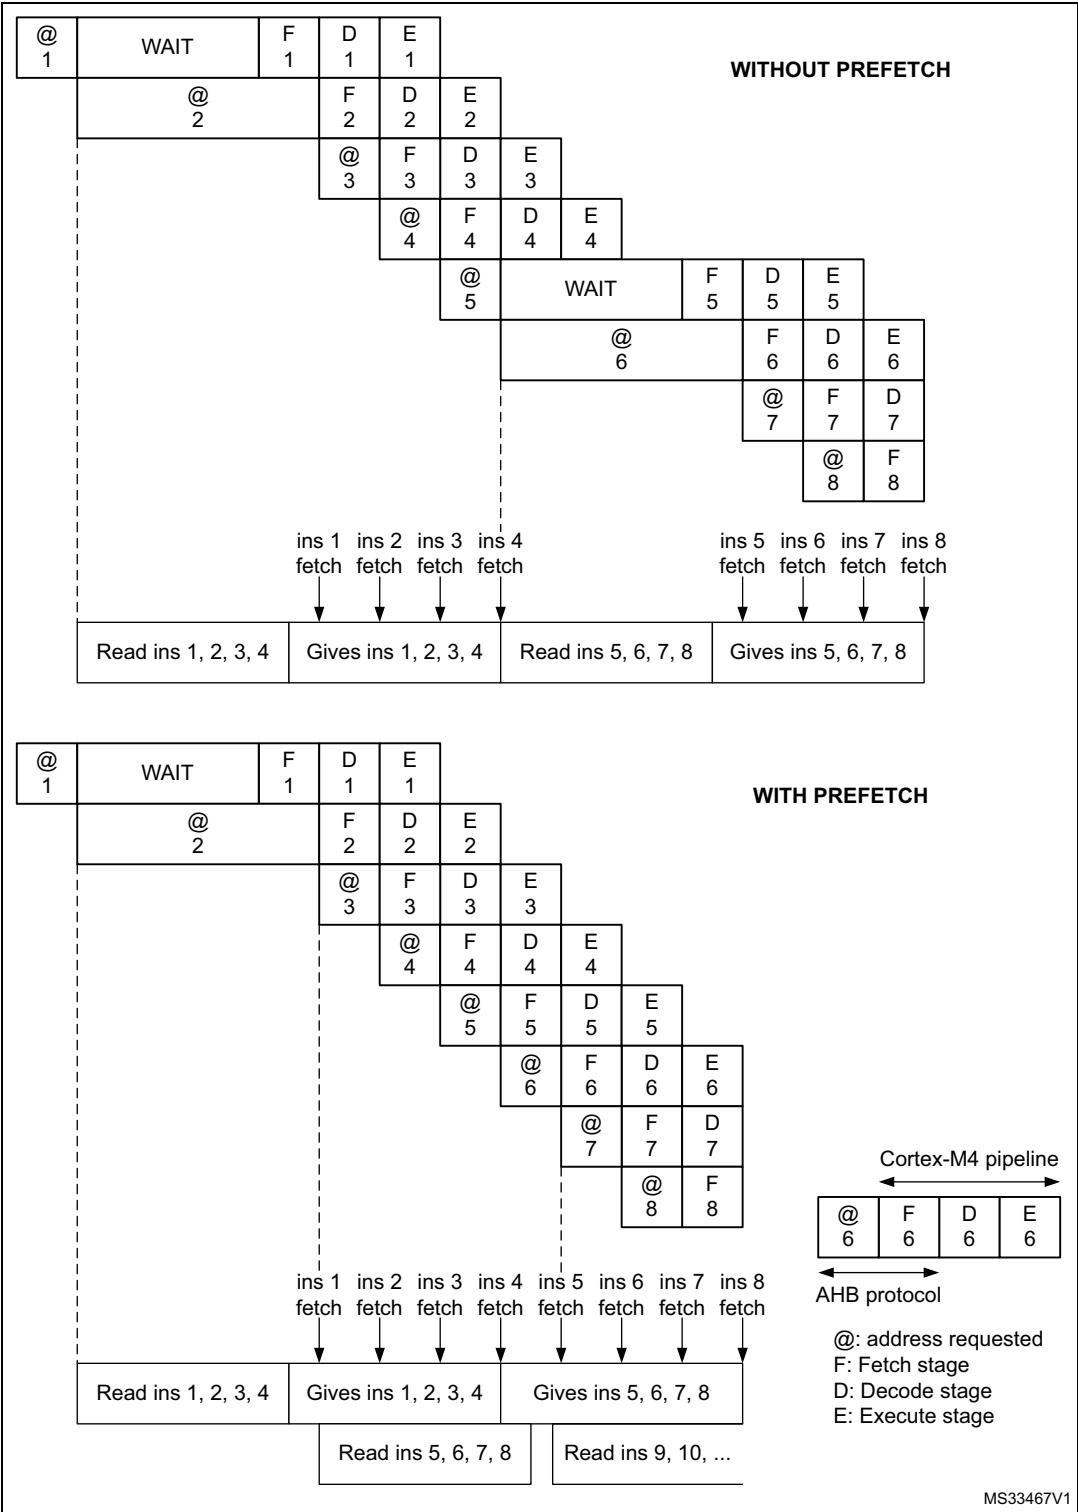 @ WAIT F D E
1 1 1 1
WITHOUT PREFETCH
@ F D E
2 2 2 2
@ F D E
3 3 3 3
@ F D E
4 4 4 4
@ WAIT F D E
5 5 5 5
@ F D E
6 6 6 6
@ F D
7 7 7
@ F
8 8
ins 1 ins 2 ins 3 ins 4 ins 5 ins 6 ins 7 ins 8
fetch fetch fetch fetch fetch fetch fetch fetch
Read ins 1, 2, 3, 4 Gives ins 1, 2, 3, 4 Read ins 5, 6, 7, 8 Gives ins 5, 6, 7, 8
@ WAIT F D E
1 1 1 1
WITH PREFETCH
@ F D E
2 2 2 2
@ F D E
3 3 3 3
@ F D E
4 4 4 4
@ F D E
5 5 5 5
@ F D E
6 6 6 6
@ F D
7 7 7
@ F
8 8
Cortex-M4 pipeline
@ F D E
6 6 6 6
AHB protocol
@: address requested
F: Fetch stage
D: Decode stage
E: Execute stage
ins 1 ins 2 ins 3 ins 4 ins 5 ins 6 ins 7 ins 8
fetch fetch fetch fetch fetch fetch fetch fetch
Read ins 1, 2, 3, 4 Gives ins 1, 2, 3, 4 Gives ins 5, 6, 7, 8
Read ins 5, 6, 7, 8 Read ins 9, 10, ...
MS33467V1